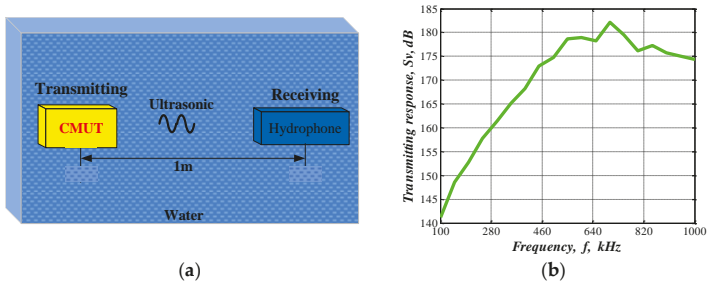 Transmitting
CMUT
Ultrasonic
Receiving
Hydrophone
1m
Water
(a)
Transmitting response, Sv, dB
185
180
175
170
165
160
155
150
145
140
100 280 460 640 820 1000
Frequency, f, kHz
(b)